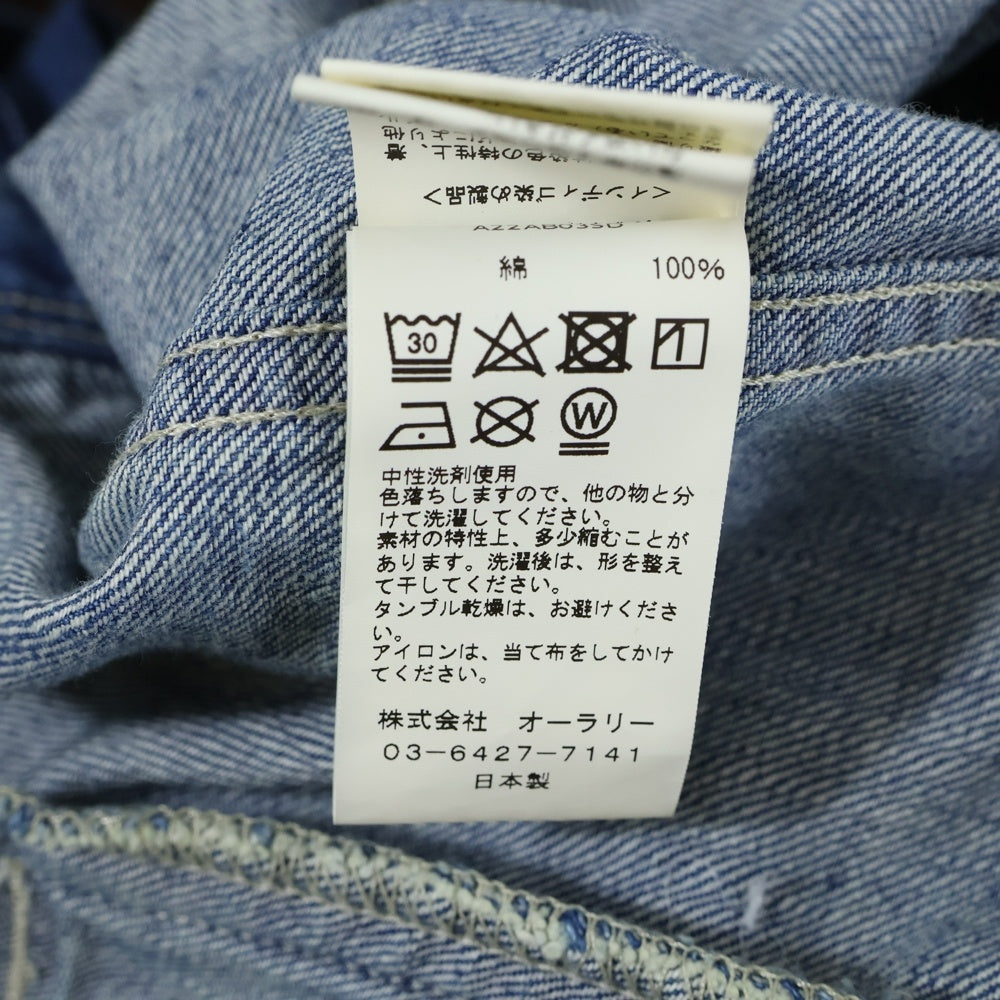 <インディゴ染め製品>
綿 100%
30
W
中性洗剤使用
色落ちしますので、他の物と分
けて洗濯してください。
素材の特性上、多少縮むことが
あります。洗濯後は、形を整え
て干してください。
タンブル乾燥は、お避けくださ
い。
アイロンは、当て布をしてかけ
てください。
株式会社 オーラリー
03-6427-7141
日本製